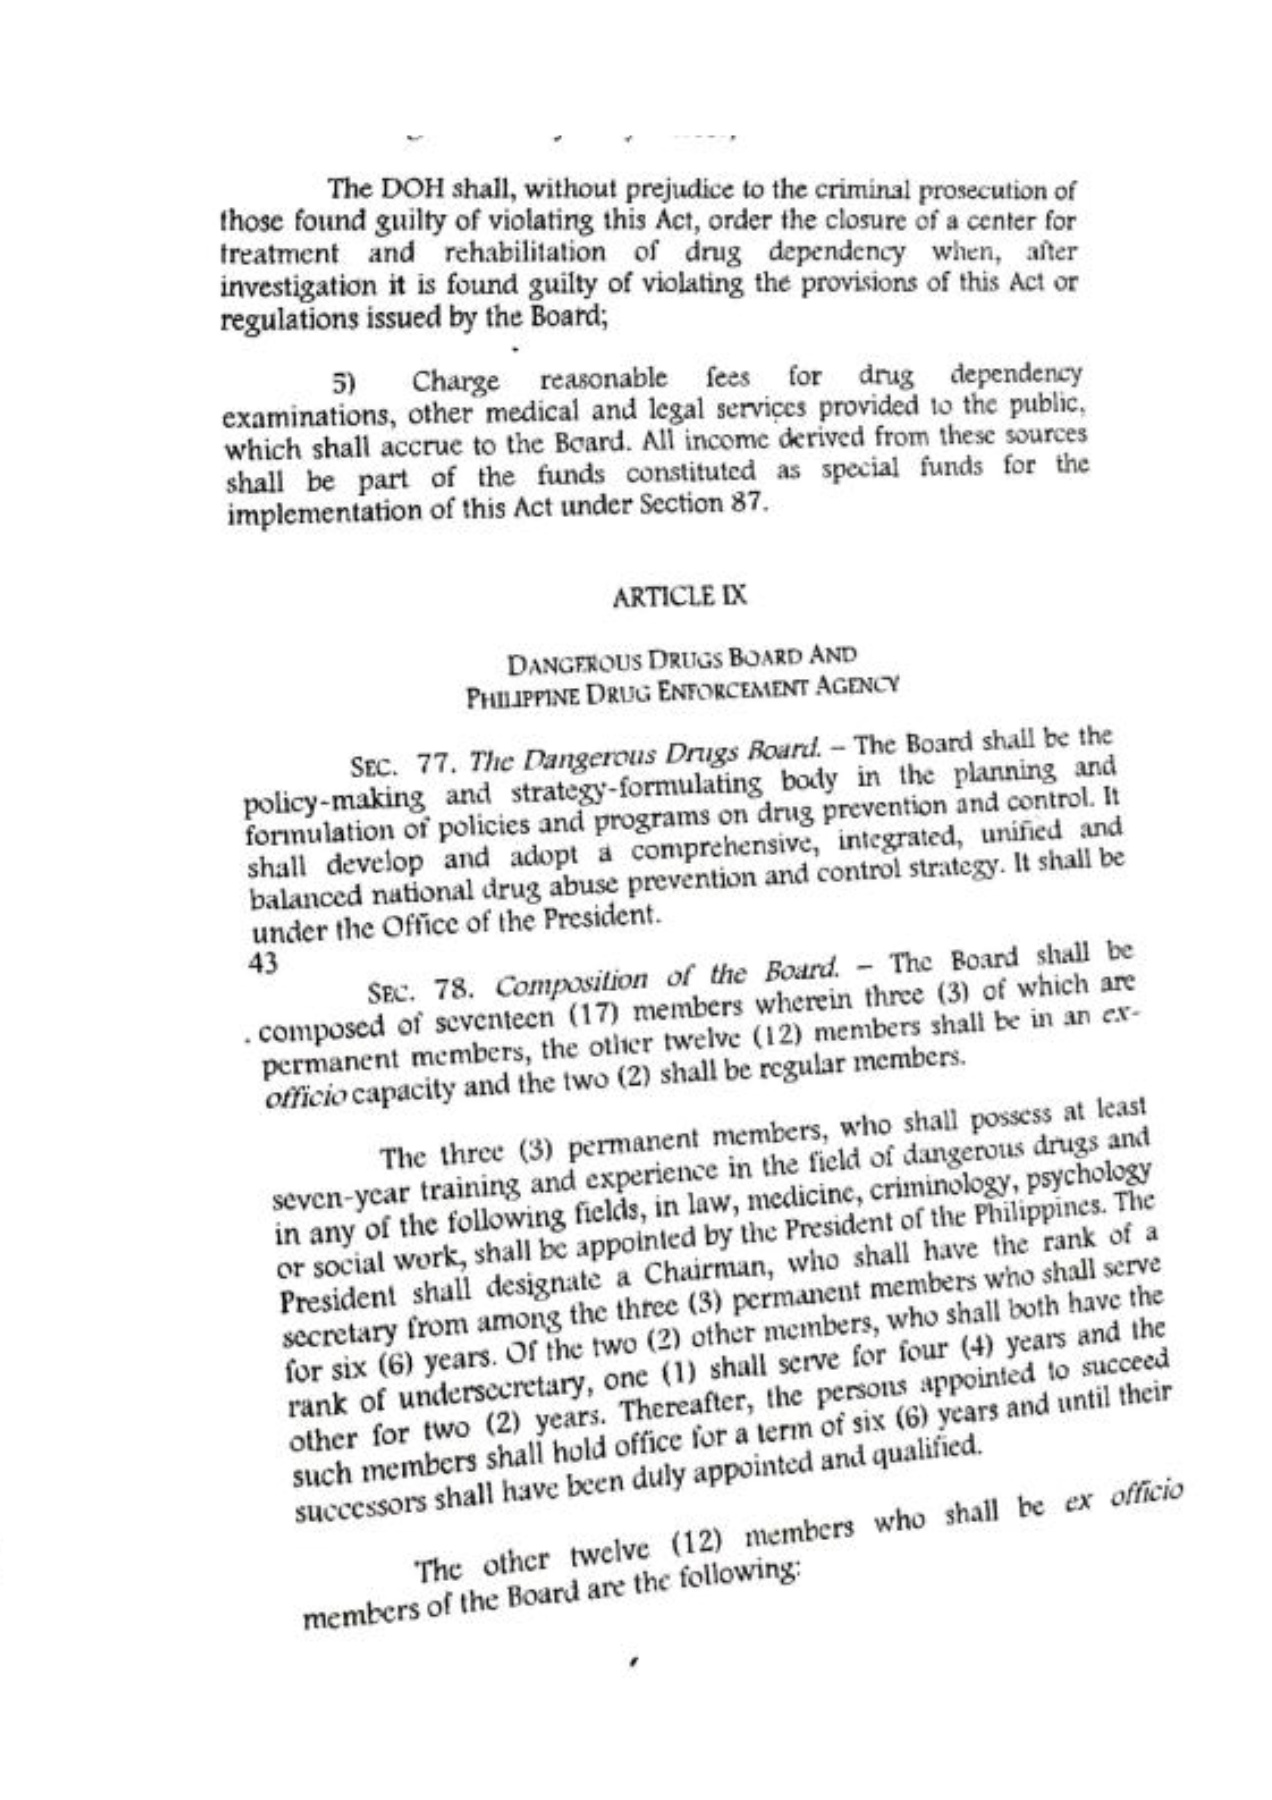 The DOH shall, without prejudice to the criminal prosecution of
those found guilty of violating this Act, order the closure of a center for
treatment and rehabilitation of drug dependency when, after
investigation it is found guilty of violating the provisions of this Act or
regulations issued by the Board;
5) Charge reasonable fees for drug dependency
examinations, other medical and legal services provided to the public,
which shall accrue to the Board. All income derived from these sources
shall be part of the funds constituted as special funds for the
implementation of this Act under Section 87.
ARTICLE IX
DANGEROUS DRUGS BOARD AND
PHILIPPINE DRUG ENFORCEMENT AGENCY
SEC. 77. The Dangerous Drugs Board. – The Board shall be the
policy-making and strategy-formulating body in the planning and
formulation of policies and programs on drug prevention and control. It
shall develop and adopt a comprehensive, integrated, unified and
balanced national drug abuse prevention and control strategy. It shall be
under the Office of the President.
43
SEC. 78. Composition of the Board. – The Board shall be
composed of seventeen (17) members wherein three (3) of which are
permanent members, the other twelve (12) members shall be in an ex-
officio capacity and the two (2) shall be regular members.
The three (3) permanent members, who shall possess at least
seven-year training and experience in the field of dangerous drugs and
in any of the following fields, in law, medicine, criminology, psychology
or social work, shall be appointed by the President of the Philippines. The
President shall designate a Chairman, who shall have the rank of a
secretary from among the three (3) permanent members who shall serve
for six (6) years. Of the two (2) other members, who shall both have the
rank of undersecretary, one (1) shall serve for four (4) years and the
other for two (2) years. Thereafter, the persons appointed to succeed
such members shall hold office for a term of six (6) years and until their
successors shall have been duly appointed and qualified.
The other twelve (12) members who shall be ex officio
members of the Board are the following: